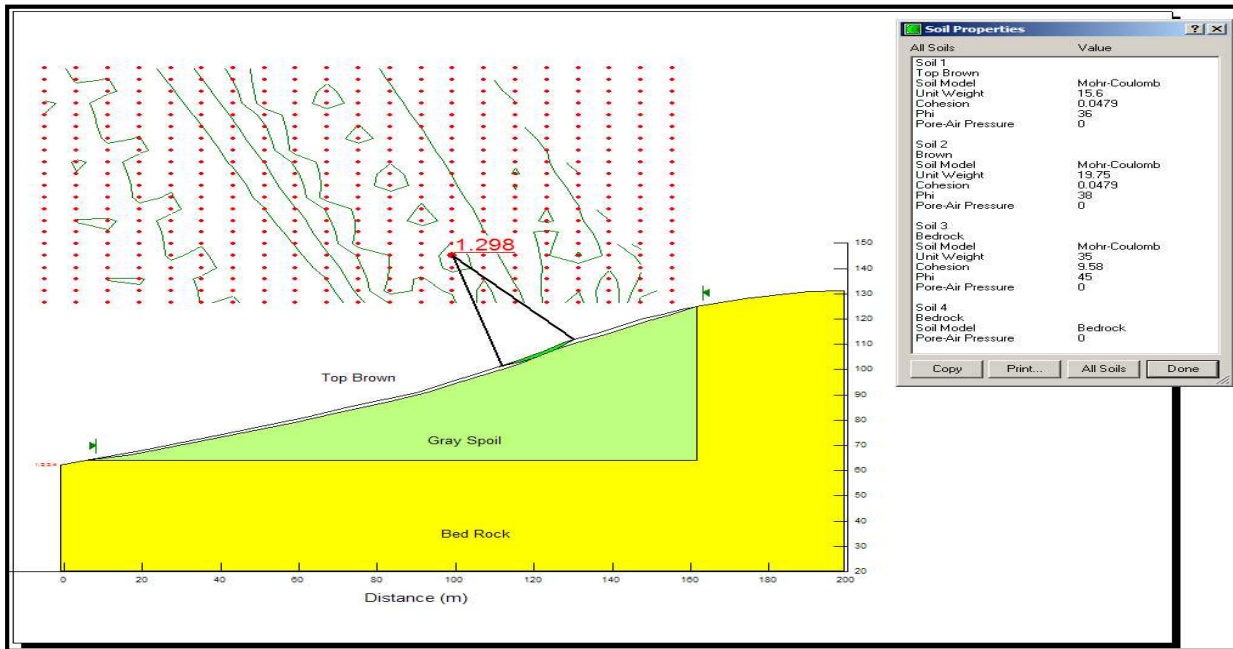 Soil Properties
All Soils Value
Soil 1
Top Brown
Soil Model Mohr-Coulomb
Unit Weight 15.6
Cohesion 0.0479
Phi 36
Pore-Air Pressure 0
Soil 2
Brown
Soil Model Mohr-Coulomb
Unit Weight 19.75
Cohesion 0.0479
Phi 38
Pore-Air Pressure 0
Soil 3
Bedrock
Soil Model Mohr-Coulomb
Unit Weight 35
Cohesion 9.58
Phi 45
Pore-Air Pressure 0
Soil 4
Bedrock
Soil Model Bedrock
Pore-Air Pressure 0
Copy Print... All Soils Done
1.298
150
140
130
120
110
100
90
80
70
60
50
40
30
20
Top Brown
Gray Spoil
Bed Rock
0 20 40 60 80 100 120 140 160 180 200
Distance (m)